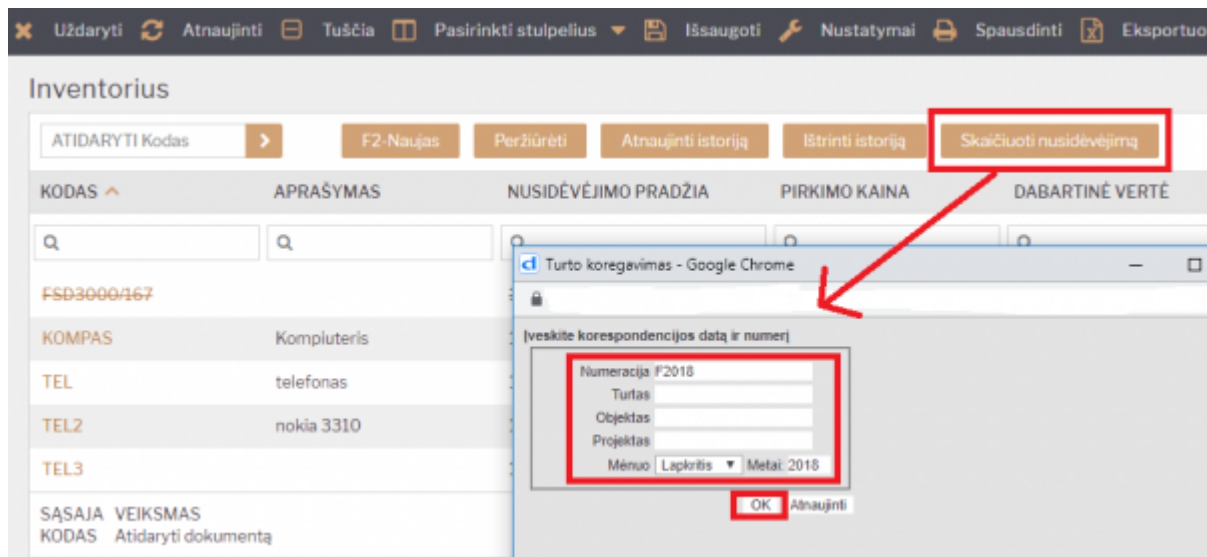 Uždaryti Atnaujinti Tuščia Pasirinkti stulpelius Išsaugoti Nustatymai Spausdinti Eksportuo
Inventorius
ATIDARYTI Kodas F2-Naujas Peržiūrėti Atnaujinti istoriją Ištrinti istoriją Skaičiuoti nusidėvėjimą
KODAS APRAŠYMAS NUSIDĖVĖJIMO PRADŽIA PIRKIMO KAINA DABARTINĖ VERTĖ
Turto koregavimas - Google Chrome
FSD3000/167
Įveskite korespondencijos datą ir numerį
KOMPAS Kompiuteris
Numeracija F2018
TEL telefonas
Turtas
Objektas
TEL2 nokia 3310
Projektas
Mėnuo Lapkritis Metai: 2018
TEL3
OK Atnaujinti
SĄSAJA VEIKSMAS
KODAS Atidaryti dokumentą